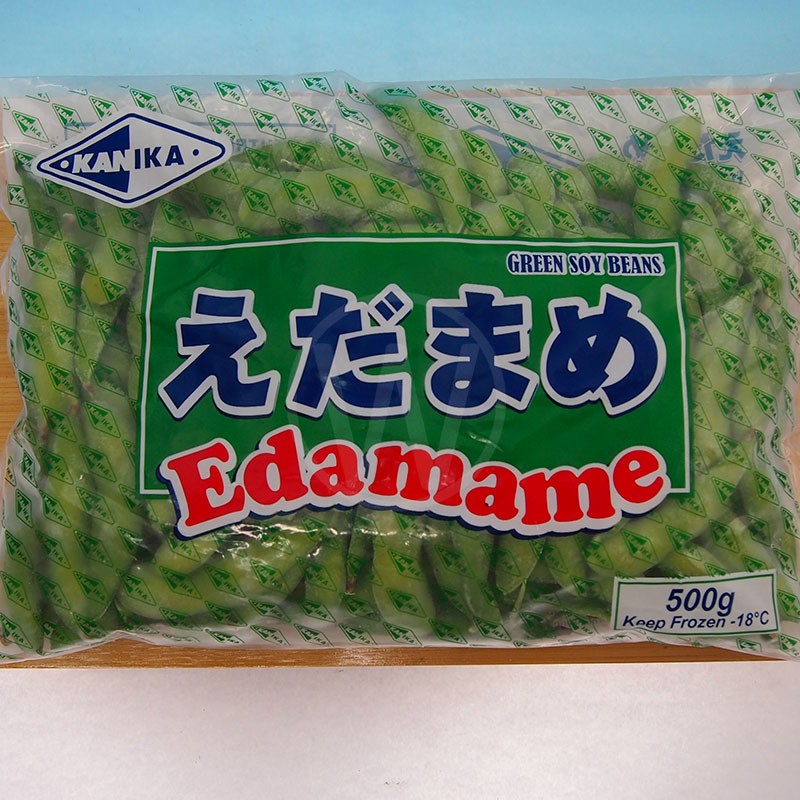 KANIKA
GREEN SOY BEANS
えだまめ
Edamame
500g
Keep Frozen -18°C